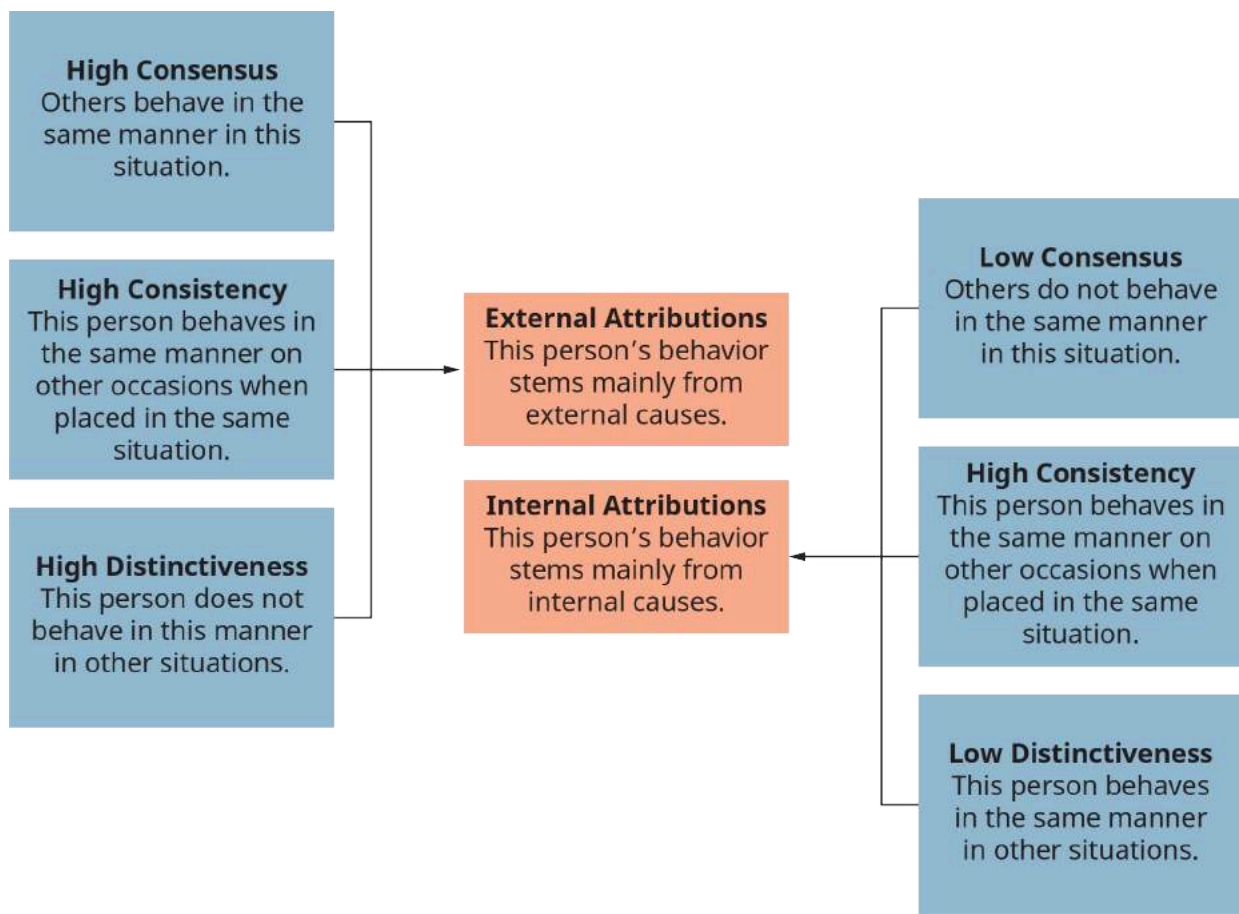 High Consensus
Others behave in the
same manner in this
situation.
High Consistency
This person behaves in
the same manner on
other occasions when
placed in the same
situation.
High Distinctiveness
This person does not
behave in this manner
in other situations.
External Attributions
This person’s behavior
stems mainly from
external causes.
Internal Attributions
This person’s behavior
stems mainly from
internal causes.
Low Consensus
Others do not behave
in the same manner
in this situation.
High Consistency
This person behaves in
the same manner on
other occasions when
placed in the same
situation.
Low Distinctiveness
This person behaves
in the same manner
in other situations.